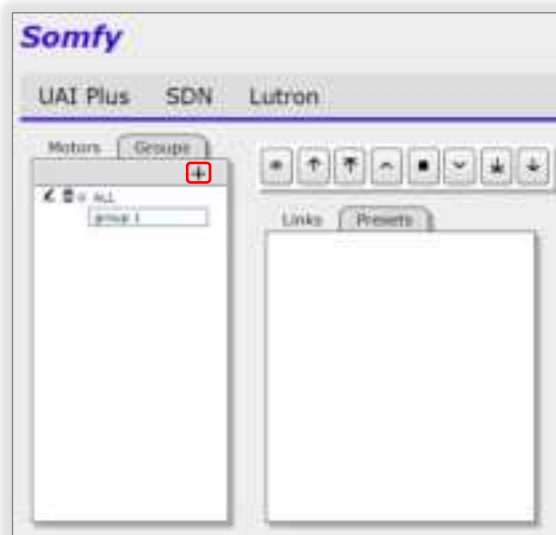 Somfy
UAI Plus SDN Lutron
Motors Groups
+
ALL
group 1
Links Presets